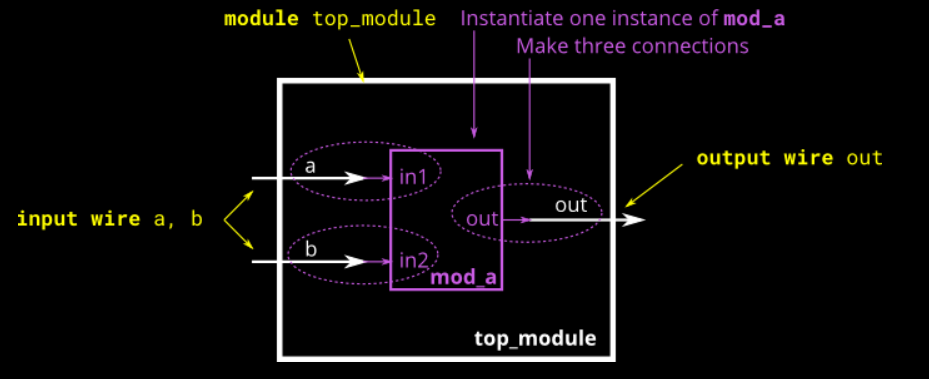 module top_module
Instantiate one instance of mod_a
Make three connections
output wire out
input wire a, b
a
in1
out
out
b
in2
mod_a
top_module